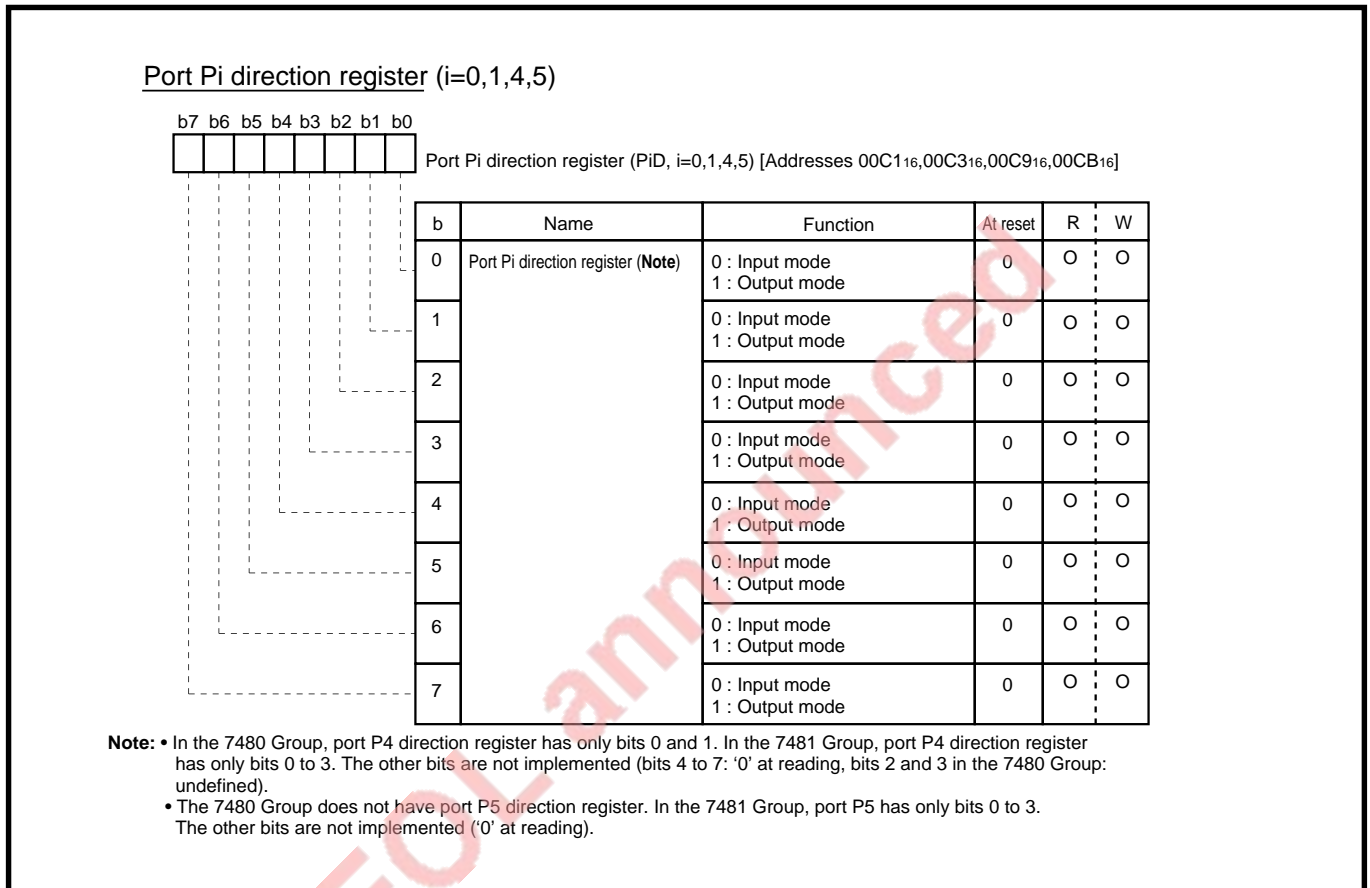 Port Pi direction register (i=0,1,4,5)
b7 b6 b5 b4 b3 b2 b1 b0
Port Pi direction register (PiD, i=0,1,4,5) [Addresses 00C116,00C316,00C916,00CB16]
b Name Function At reset R W
0 Port Pi direction register (Note) 0 : Input mode 0 O O
1 : Output mode
1 0 : Input mode 0 O O
1 : Output mode
2 0 : Input mode 0 O O
1 : Output mode
3 0 : Input mode 0 O O
1 : Output mode
4 0 : Input mode 0 O O
1 : Output mode
5 0 : Input mode 0 O O
1 : Output mode
6 0 : Input mode 0 O O
1 : Output mode
7 0 : Input mode 0 O O
1 : Output mode
Note: • In the 7480 Group, port P4 direction register has only bits 0 and 1. In the 7481 Group, port P4 direction register
has only bits 0 to 3. The other bits are not implemented (bits 4 to 7: ‘0’ at reading, bits 2 and 3 in the 7480 Group:
undefined).
• The 7480 Group does not have port P5 direction register. In the 7481 Group, port P5 has only bits 0 to 3.
The other bits are not implemented (‘0’ at reading).
EOL announced